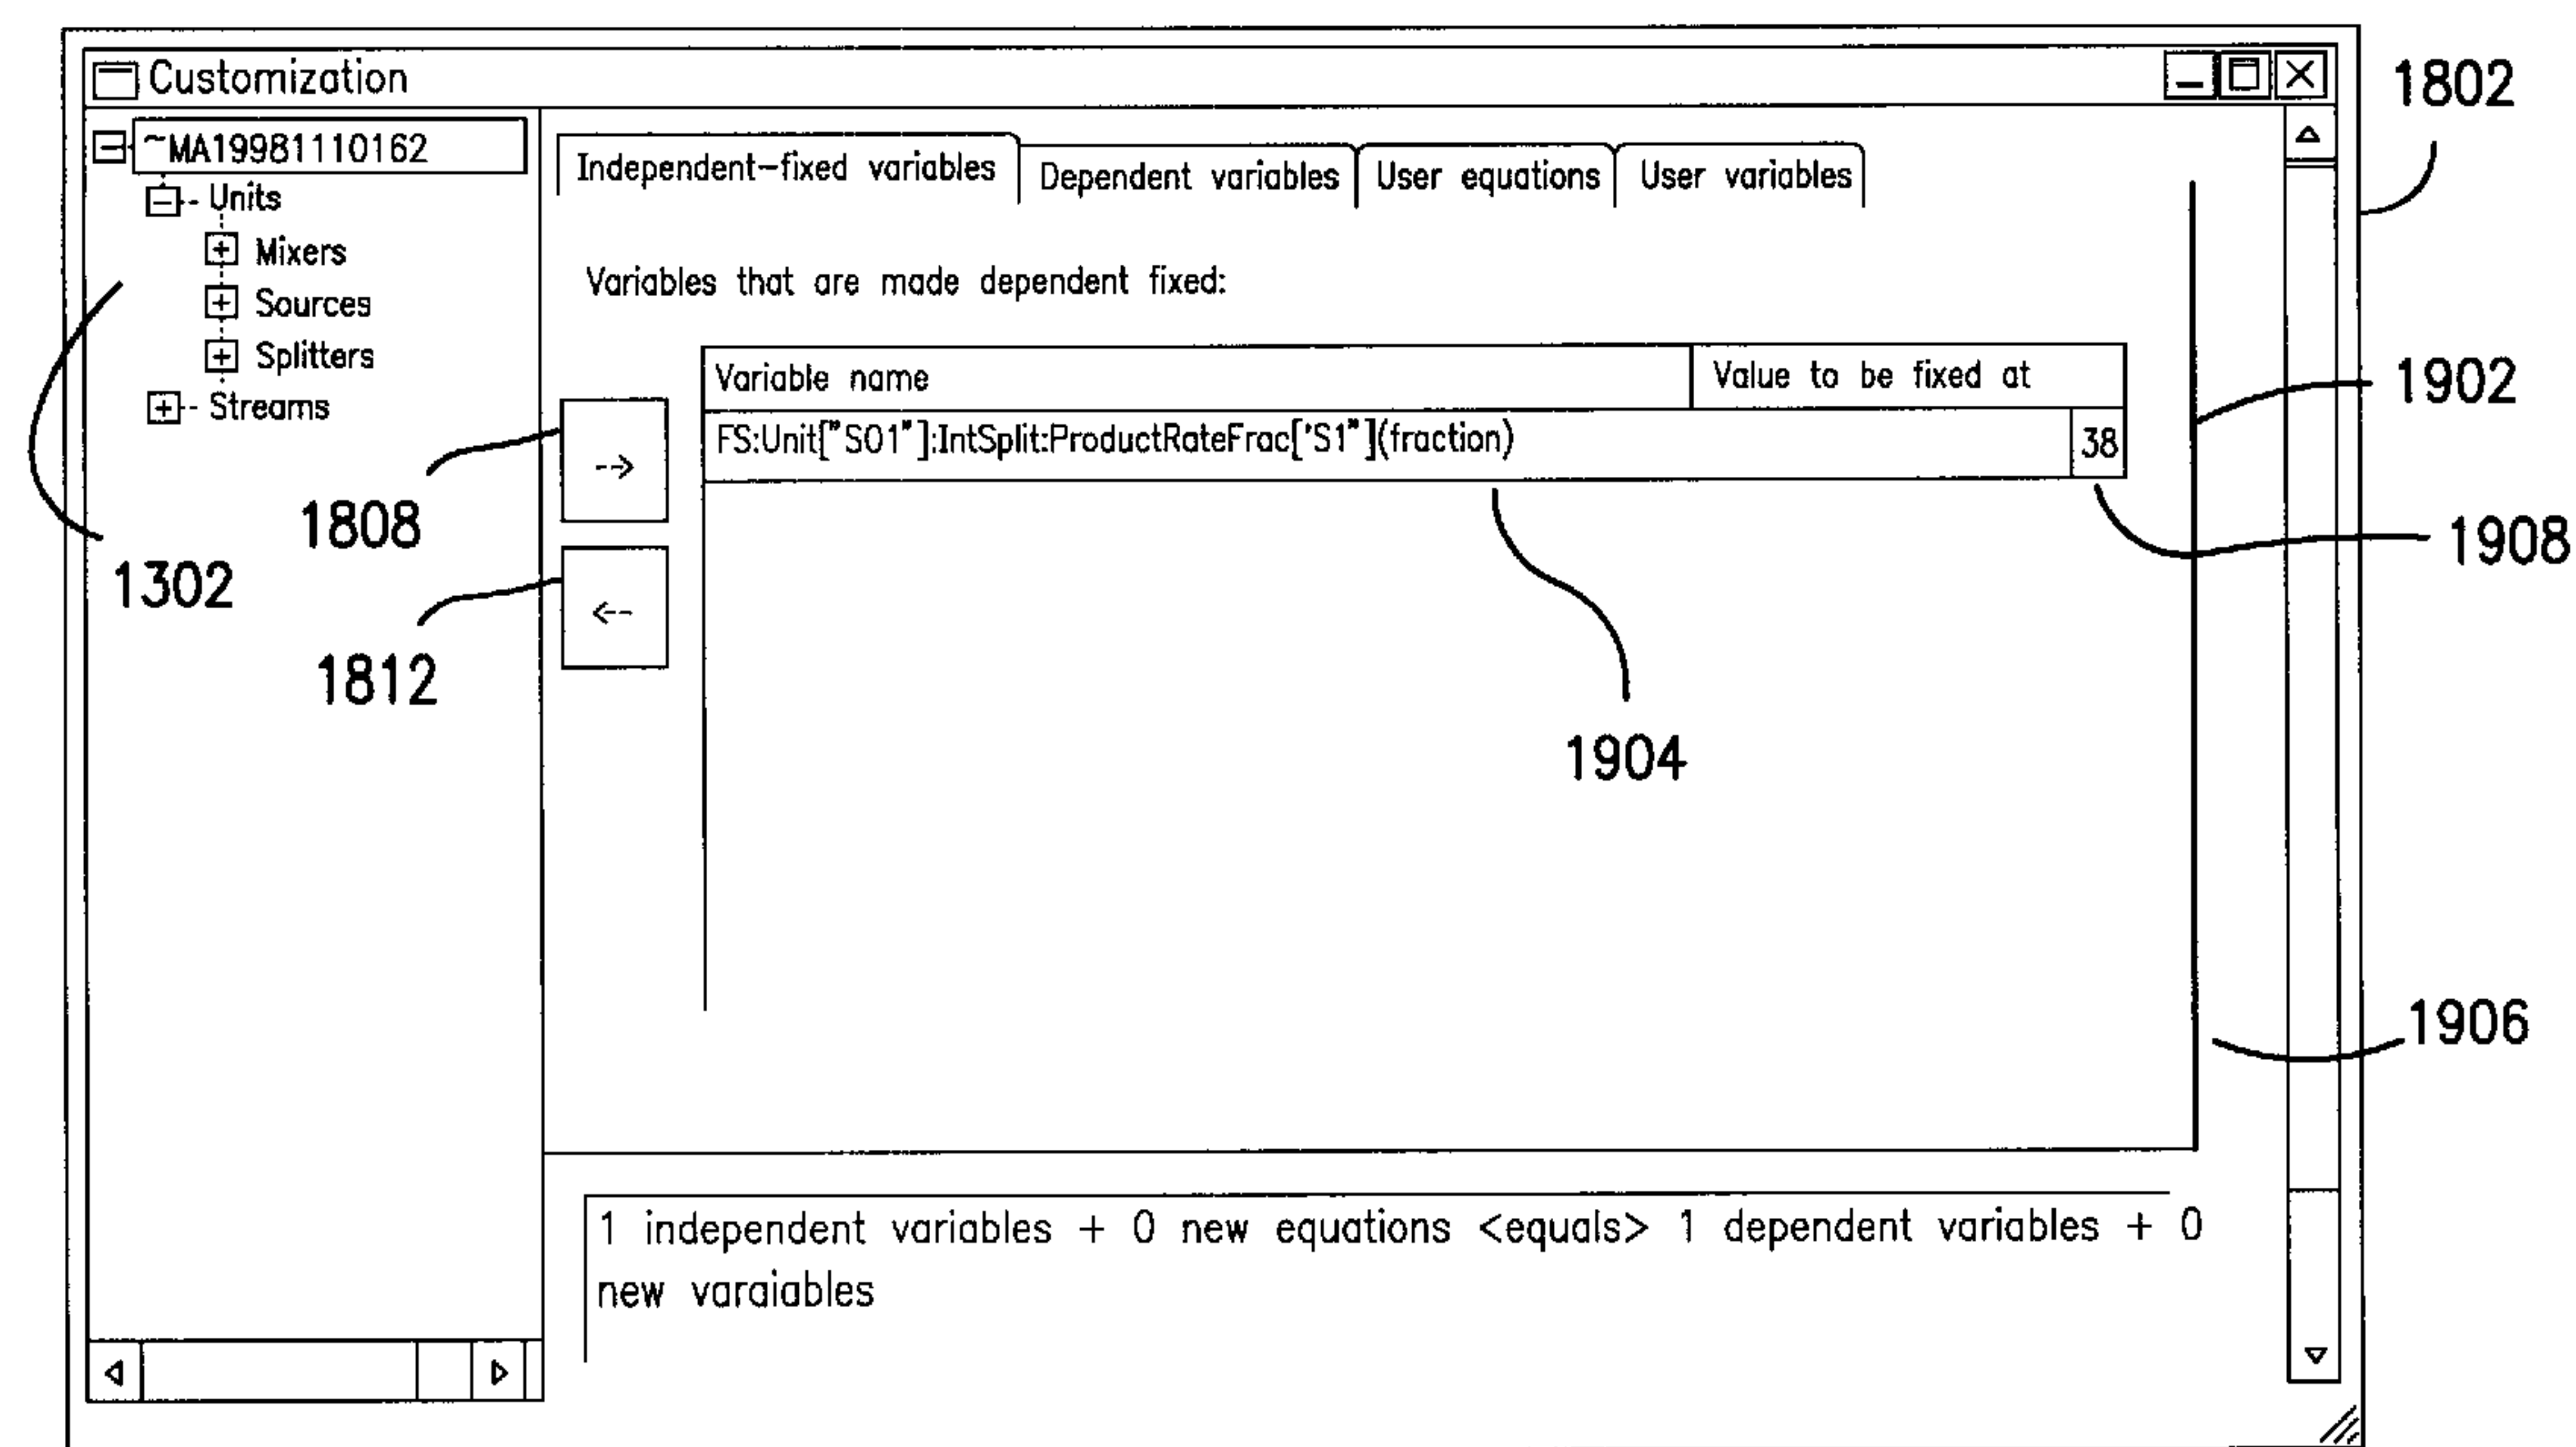 Customization
1802
~MA19981110162
Units
Mixers
Sources
Splitters
Streams
Independent-fixed variables
Dependent variables
User equations
User variables
Variables that are made dependent fixed:
Variable name
Value to be fixed at
FS:Unit["S01"]:IntSplit:ProductRateFrac['S1"](fraction)
38
-->
<--
1902
1908
1808
1302
1812
1904
1906
1 independent variables + 0 new equations <equals> 1 dependent variables + 0
new varaiables